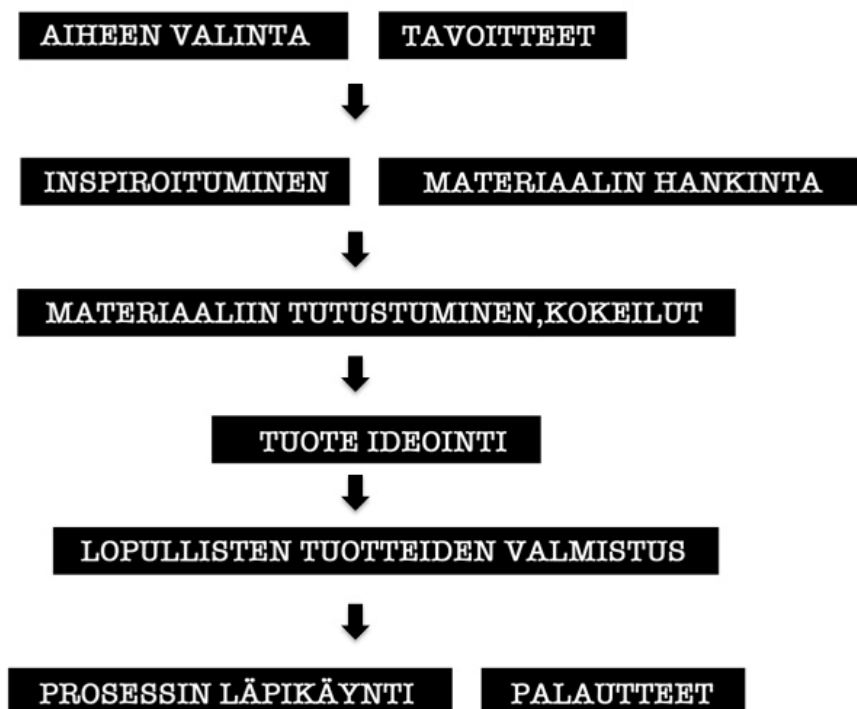 AIHEEN VALINTA TAVOITTEET
INSPIROITUMINEN MATERIAALIN HANKINTA
MATERIAALIIN TUTUSTUMINEN,KOKEILUT
TUOTE IDEOINTI
LOPULLISTEN TUOTTEIDEN VALMISTUS
PROSESSIN LÄPIKÄYNTI PALAUTTEET